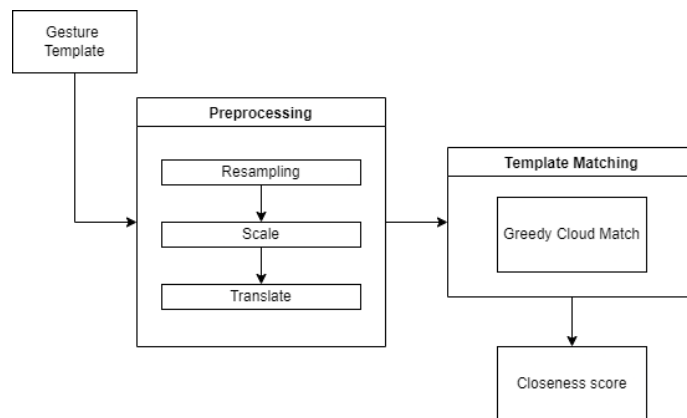 Gesture
Template
Preprocessing
Resampling
Scale
Translate
Template Matching
Greedy Cloud Match
Closeness score